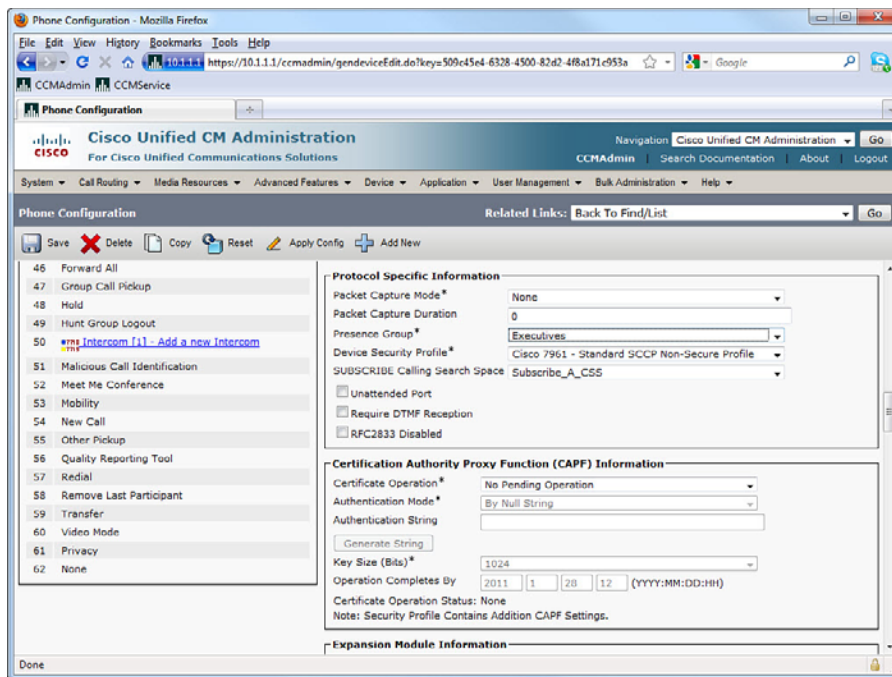 Phone Configuration - Mozilla Firefox
File Edit View History Bookmarks Tools Help
10.1.1.1 https://10.1.1.1/ccmadmin/gendeviceEdit.do?key=509c45e4-6328-4500-82d2-4f8a171c953a Google
CCMAdmin CCMService
Phone Configuration
cisco
Cisco Unified CM Administration
For Cisco Unified Communications Solutions
Navigation Cisco Unified CM Administration Go
CCMAdmin | Search Documentation | About | Logout
System Call Routing Media Resources Advanced Features Device Application User Management Bulk Administration Help
Phone Configuration
Related Links: Back To Find/List Go
Save Delete Copy Reset Apply Config Add New
46 Forward All
47 Group Call Pickup
48 Hold
49 Hunt Group Logout
50 Intercom [1] - Add a new Intercom
51 Malicious Call Identification
52 Meet Me Conference
53 Mobility
54 New Call
55 Other Pickup
56 Quality Reporting Tool
57 Redial
58 Remove Last Participant
59 Transfer
60 Video Mode
61 Privacy
62 None
Protocol Specific Information
Packet Capture Mode* None
Packet Capture Duration 0
Presence Group* Executives
Device Security Profile* Cisco 7961 - Standard SCCP Non-Secure Profile
SUBSCRIBE Calling Search Space Subscribe_A_CSS
Unattended Port
Require DTMF Reception
RFC2833 Disabled
Certification Authority Proxy Function (CAPF) Information
Certificate Operation* No Pending Operation
Authentication Mode* By Null String
Authentication String
Generate String
Key Size (Bits)* 1024
Operation Completes By 2011 1 28 12 (YYYY:MM:DD:HH)
Certificate Operation Status: None
Note: Security Profile Contains Addition CAPF Settings.
Expansion Module Information
Done